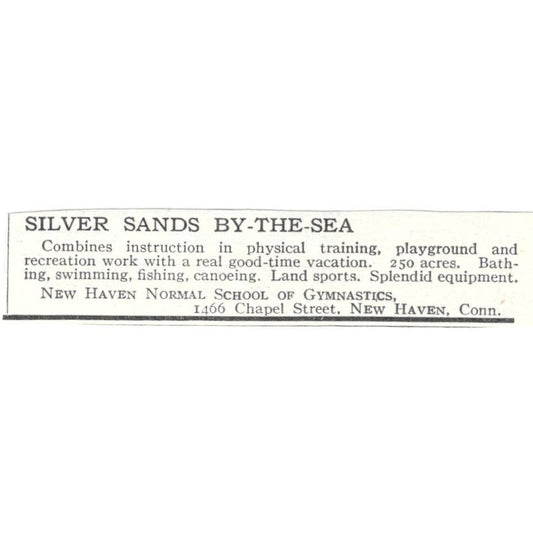 SILVER SANDS BY-THE-SEA
Combines instruction in physical training, playground and
recreation work with a real good-time vacation. 250 acres. Bath-
ing, swimming, fishing, canoeing. Land sports. Splendid equipment.
NEW HAVEN NORMAL SCHOOL OF GYMNASTICS,
1466 Chapel Street, NEW HAVEN, Conn.